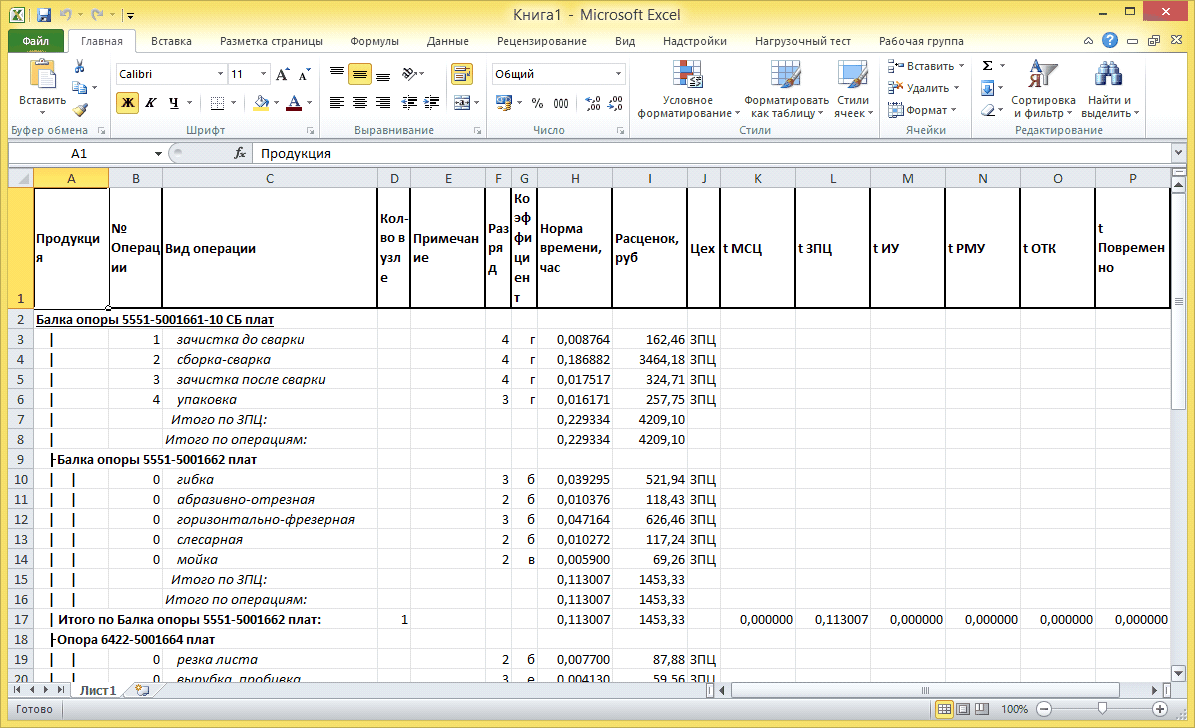 Книга1 - Microsoft Excel
Файл Главная Вставка Разметка страницы Формулы Данные Рецензирование Вид Надстройки Нагрузочный тест Рабочая группа
Вставить
Буфер обмена
Calibri 11
Ж К Ч
Шрифт
Выравнивание
Общий
% 000
Число
Условное форматирование
Форматировать как таблицу
Стили ячеек
Стили
Вставить
Удалить
Формат
Ячейки
Сортировка и фильтр
Найти и выделить
Редактирование
A1 fx Продукция
A B C D E F G H I J K L M N O P
1 Продукция № Операции Вид операции Кол-во в узле Примечание Разряд Коэффициент Норма времени, час Расценок, руб Цех t МСЦ t ЗПЦ t ИУ t РМУ t ОТК t Повременно
2 Балка опоры 5551-5001661-10 СБ плат
3 | 1 зачистка до сварки 4 г 0,008764 162,46 ЗПЦ
4 | 2 сборка-сварка 4 г 0,186882 3464,18 ЗПЦ
5 | 3 зачистка после сварки 4 г 0,017517 324,71 ЗПЦ
6 | 4 упаковка 3 г 0,016171 257,75 ЗПЦ
7 | Итого по ЗПЦ: 0,229334 4209,10
8 | Итого по операциям: 0,229334 4209,10
9 ├Балка опоры 5551-5001662 плат
10 | | 0 гибка 3 б 0,039295 521,94 ЗПЦ
11 | | 0 абразивно-отрезная 2 б 0,010376 118,43 ЗПЦ
12 | | 0 горизонтально-фрезерная 3 б 0,047164 626,46 ЗПЦ
13 | | 0 слесарная 2 б 0,010272 117,24 ЗПЦ
14 | | 0 мойка 2 в 0,005900 69,26 ЗПЦ
15 | | Итого по ЗПЦ: 0,113007 1453,33
16 | | Итого по операциям: 0,113007 1453,33
17 | Итого по Балка опоры 5551-5001662 плат: 1 0,113007 1453,33 0,000000 0,113007 0,000000 0,000000 0,000000 0,000000
18 ├Опора 6422-5001664 плат
19 | | 0 резка листа 2 б 0,007700 87,88 ЗПЦ
20 | | 0 вырубка, пробивка 3 е 0,004130 59,56 ЗПЦ
Лист1
Готово 100%